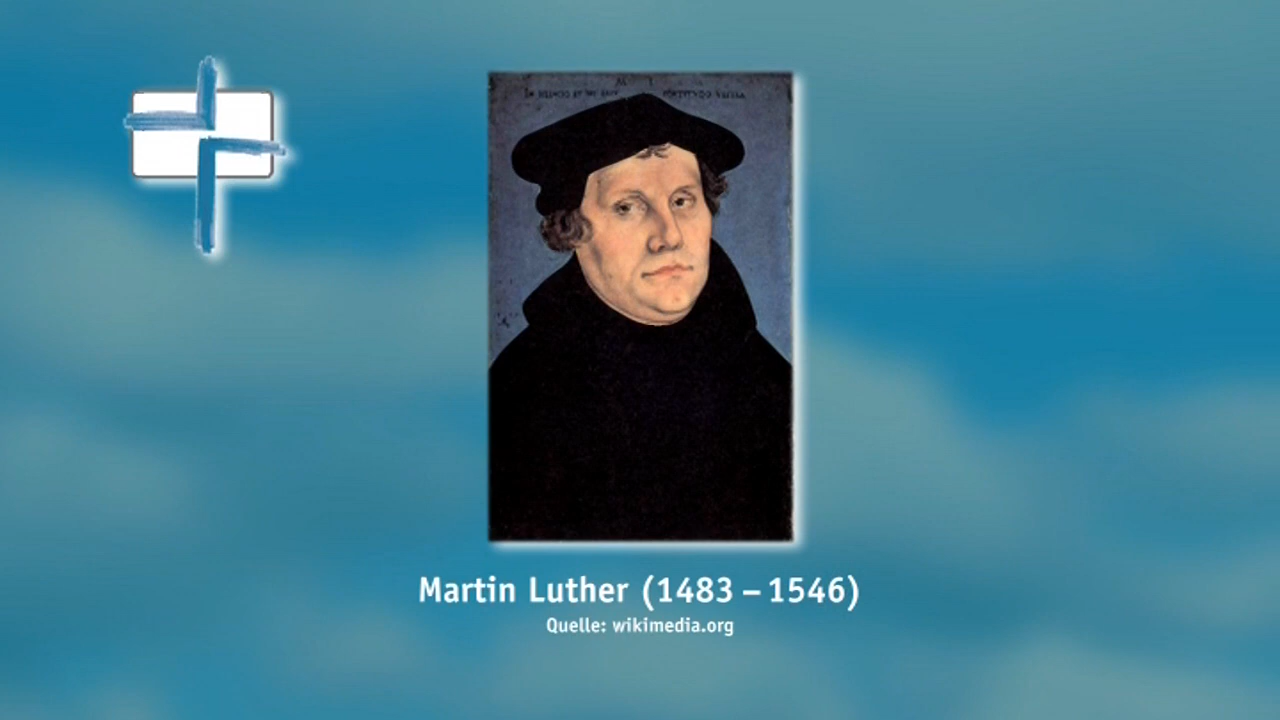 Martin Luther (1483 – 1546)
Quelle: wikimedia.org